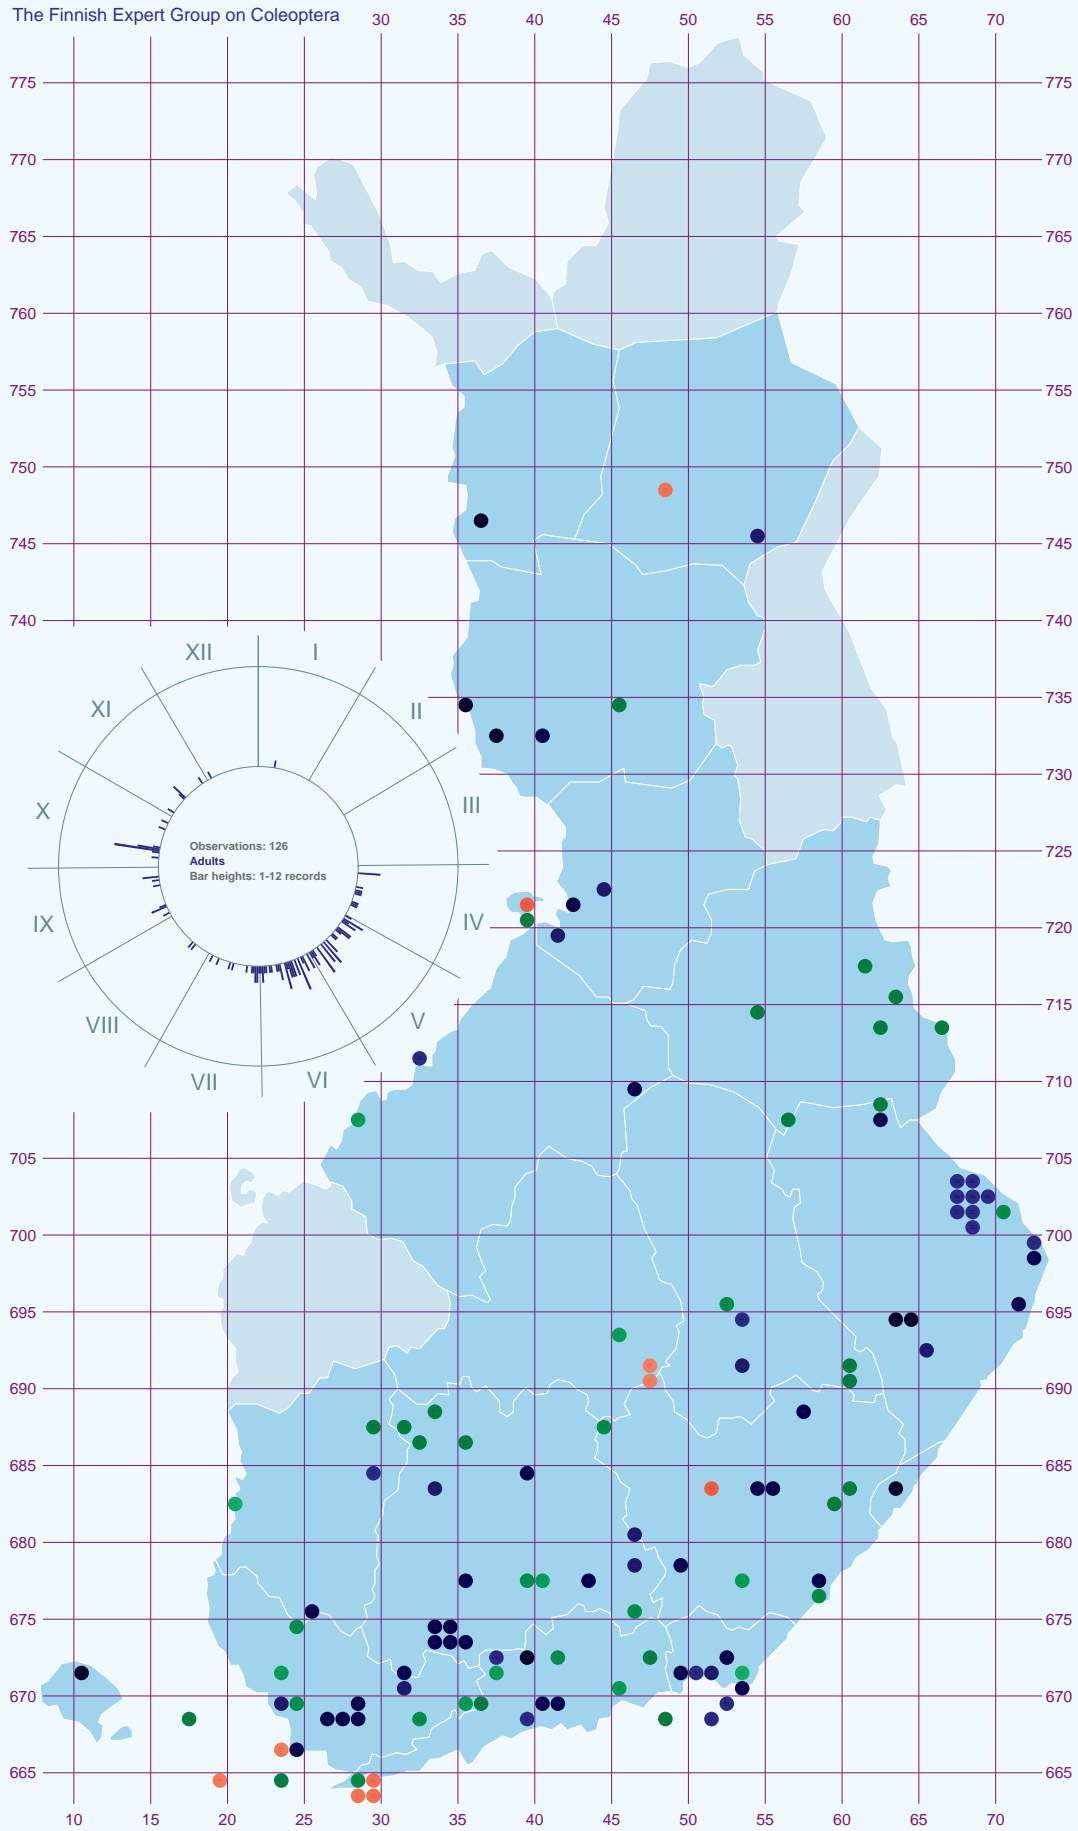 The Finnish Expert Group on Coleoptera
30 40 45 50 55 60 65 70
775 775
770 770
765 765
760 760
755 755
750 750
745 745
740 740
XII I
XI II
735
730
X III
Observations: 126
Adults
Bar heights: 1-12 records
725
IX IV
720
715
VIII V
VII VI
710
705 705
700 700
695 695
690 690
685 685
680 680
675 675
670 670
665 665
10 15 20 25 30 35 40 45 50 55 60 65 70